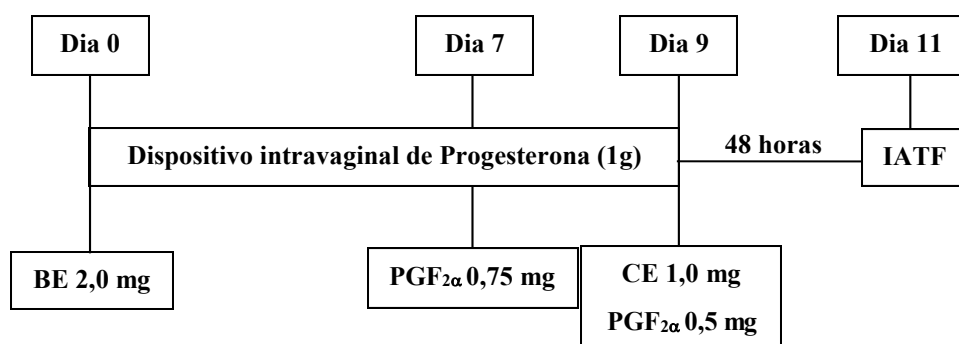 Dia 0
Dia 7
Dia 9
Dia 11
Dispositivo intravaginal de Progesterona (1g)
48 horas
IATF
BE 2,0 mg
PGF2α 0,75 mg
CE 1,0 mg
PGF2α 0,5 mg